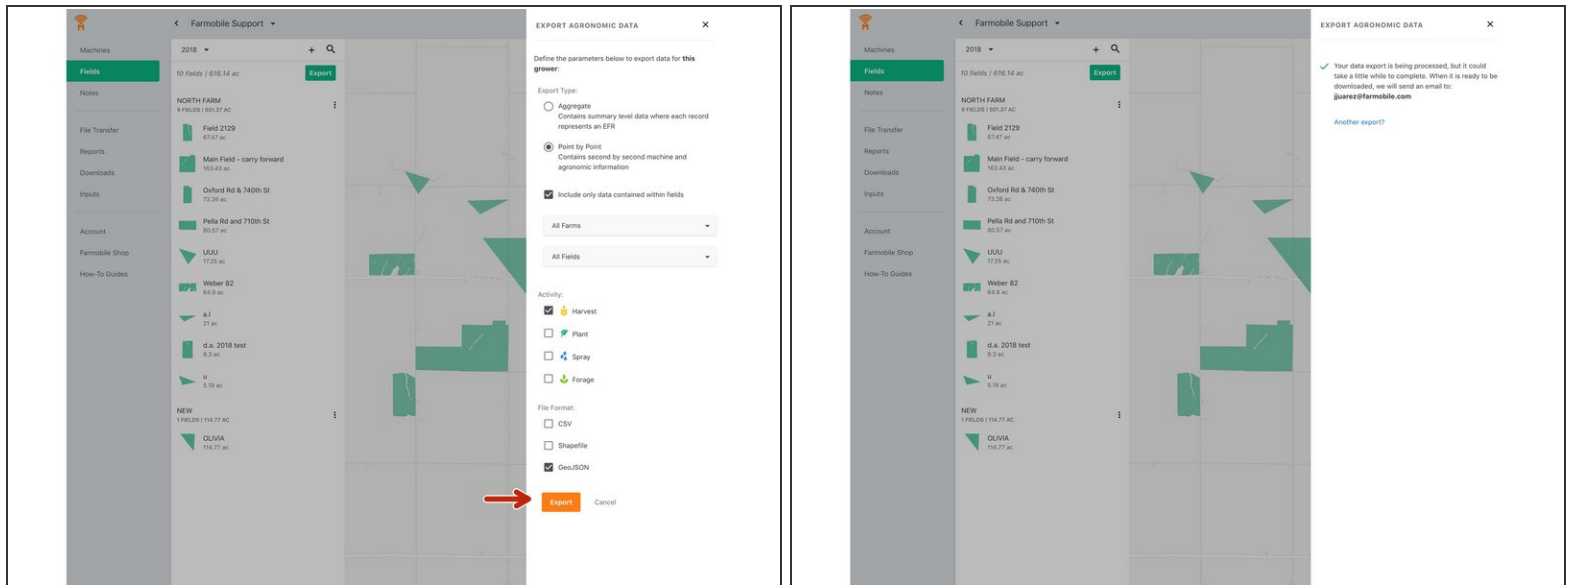 Farmobile Support
Machines
Fields
Notes
File Transfer
Reports
Downloads
Inputs
Account
Farmobile Shop
How-To Guides
2018
10 fields / 616.14 ac
Export
NORTH FARM
9 FIELDS | 501.37 AC
Field 2129
67.47 ac
Main Field - carry forward
163.43 ac
Oxford Rd & 740th St
73.26 ac
Pella Rd and 710th St
80.57 ac
UUU
17.25 ac
Weber B2
64.9 ac
a.l
21 ac
d.a. 2018 test
8.3 ac
u
5.19 ac
NEW
1 FIELDS | 114.77 AC
OLIVIA
114.77 ac
EXPORT AGRONOMIC DATA
Define the parameters below to export data for this
grower:
Export Type:
Aggregate
Contains summary level data where each record
represents an EFR
Point by Point
Contains second by second machine and
agronomic information
Include only data contained within fields
All Farms
All Fields
Activity:
Harvest
Plant
Spray
Forage
File Format:
CSV
Shapefile
GeoJSON
Export
Cancel
Farmobile Support
Machines
Fields
Notes
File Transfer
Reports
Downloads
Inputs
Account
Farmobile Shop
How-To Guides
2018
10 fields / 616.14 ac
Export
NORTH FARM
9 FIELDS | 501.37 AC
Field 2129
67.47 ac
Main Field - carry forward
163.43 ac
Oxford Rd & 740th St
73.26 ac
Pella Rd and 710th St
80.57 ac
UUU
17.25 ac
Weber B2
64.9 ac
a.l
21 ac
d.a. 2018 test
8.3 ac
u
5.19 ac
NEW
1 FIELDS | 114.77 AC
OLIVIA
114.77 ac
EXPORT AGRONOMIC DATA
Your data export is being processed, but it could
take a little while to complete. When it is ready to be
downloaded, we will send an email to:
jjuarez@farmobile.com
Another export?